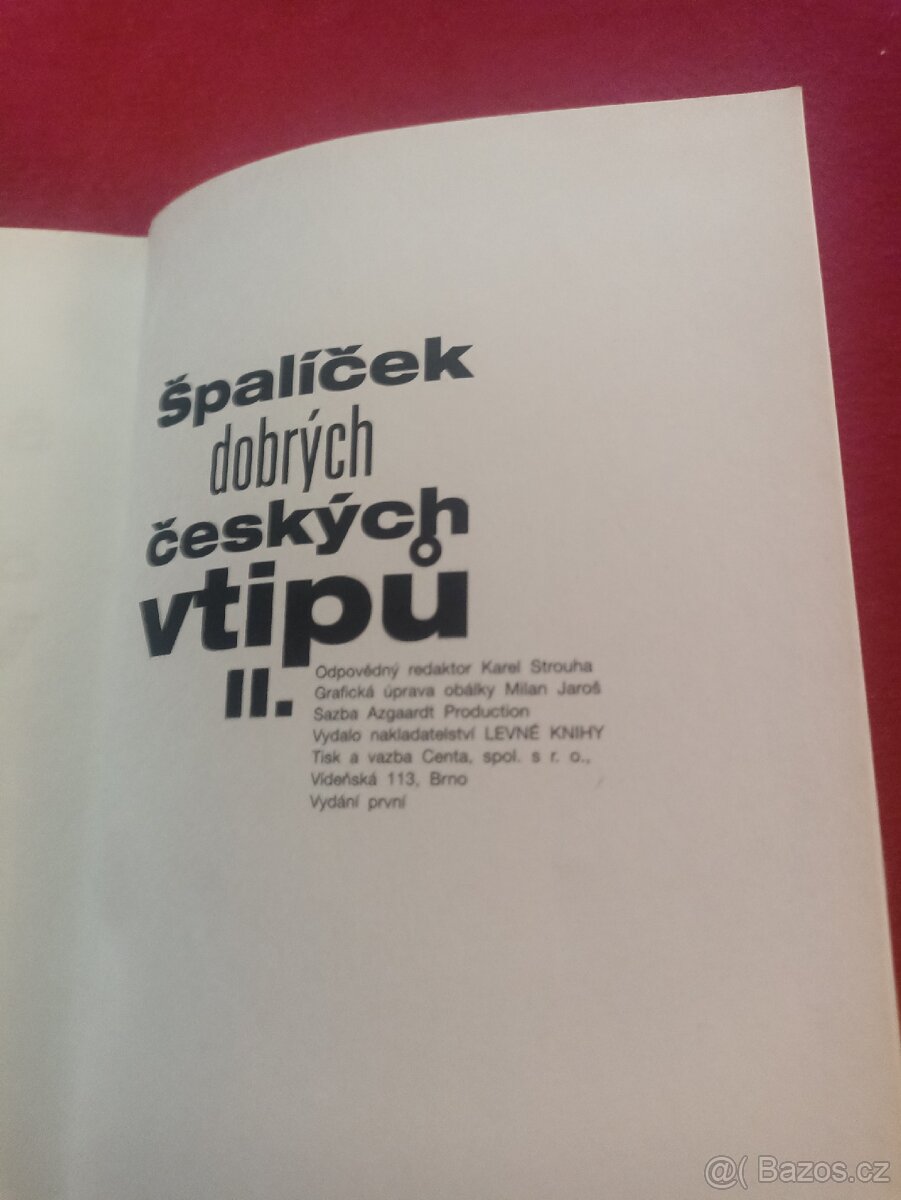 Špalíček
dobrých
českých
vtipů
II.
Odpovědný redaktor Karel Strouha
Grafická úprava obálky Milan Jaroš
Sazba Azgaardt Production
Vydalo nakladatelství LEVNÉ KNIHY
Tisk a vazba Centa, spol. s r. o.,
Vídeňská 113, Brno
Vydání první
@( Bazos.cz